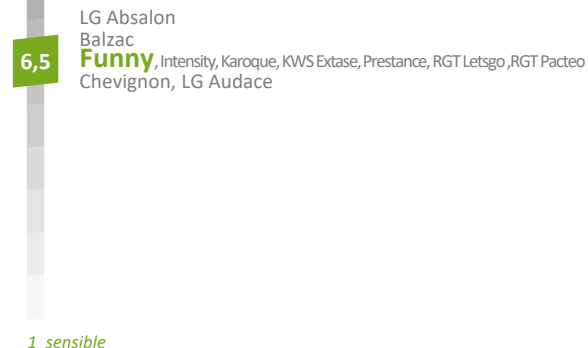 LG Absalon
Balzac
6,5 Funny, Intensity, Karoque, KWS Extase, Prestance, RGT Letsgo ,RGT Pacteo
Chevignon, LG Audace
1 sensible